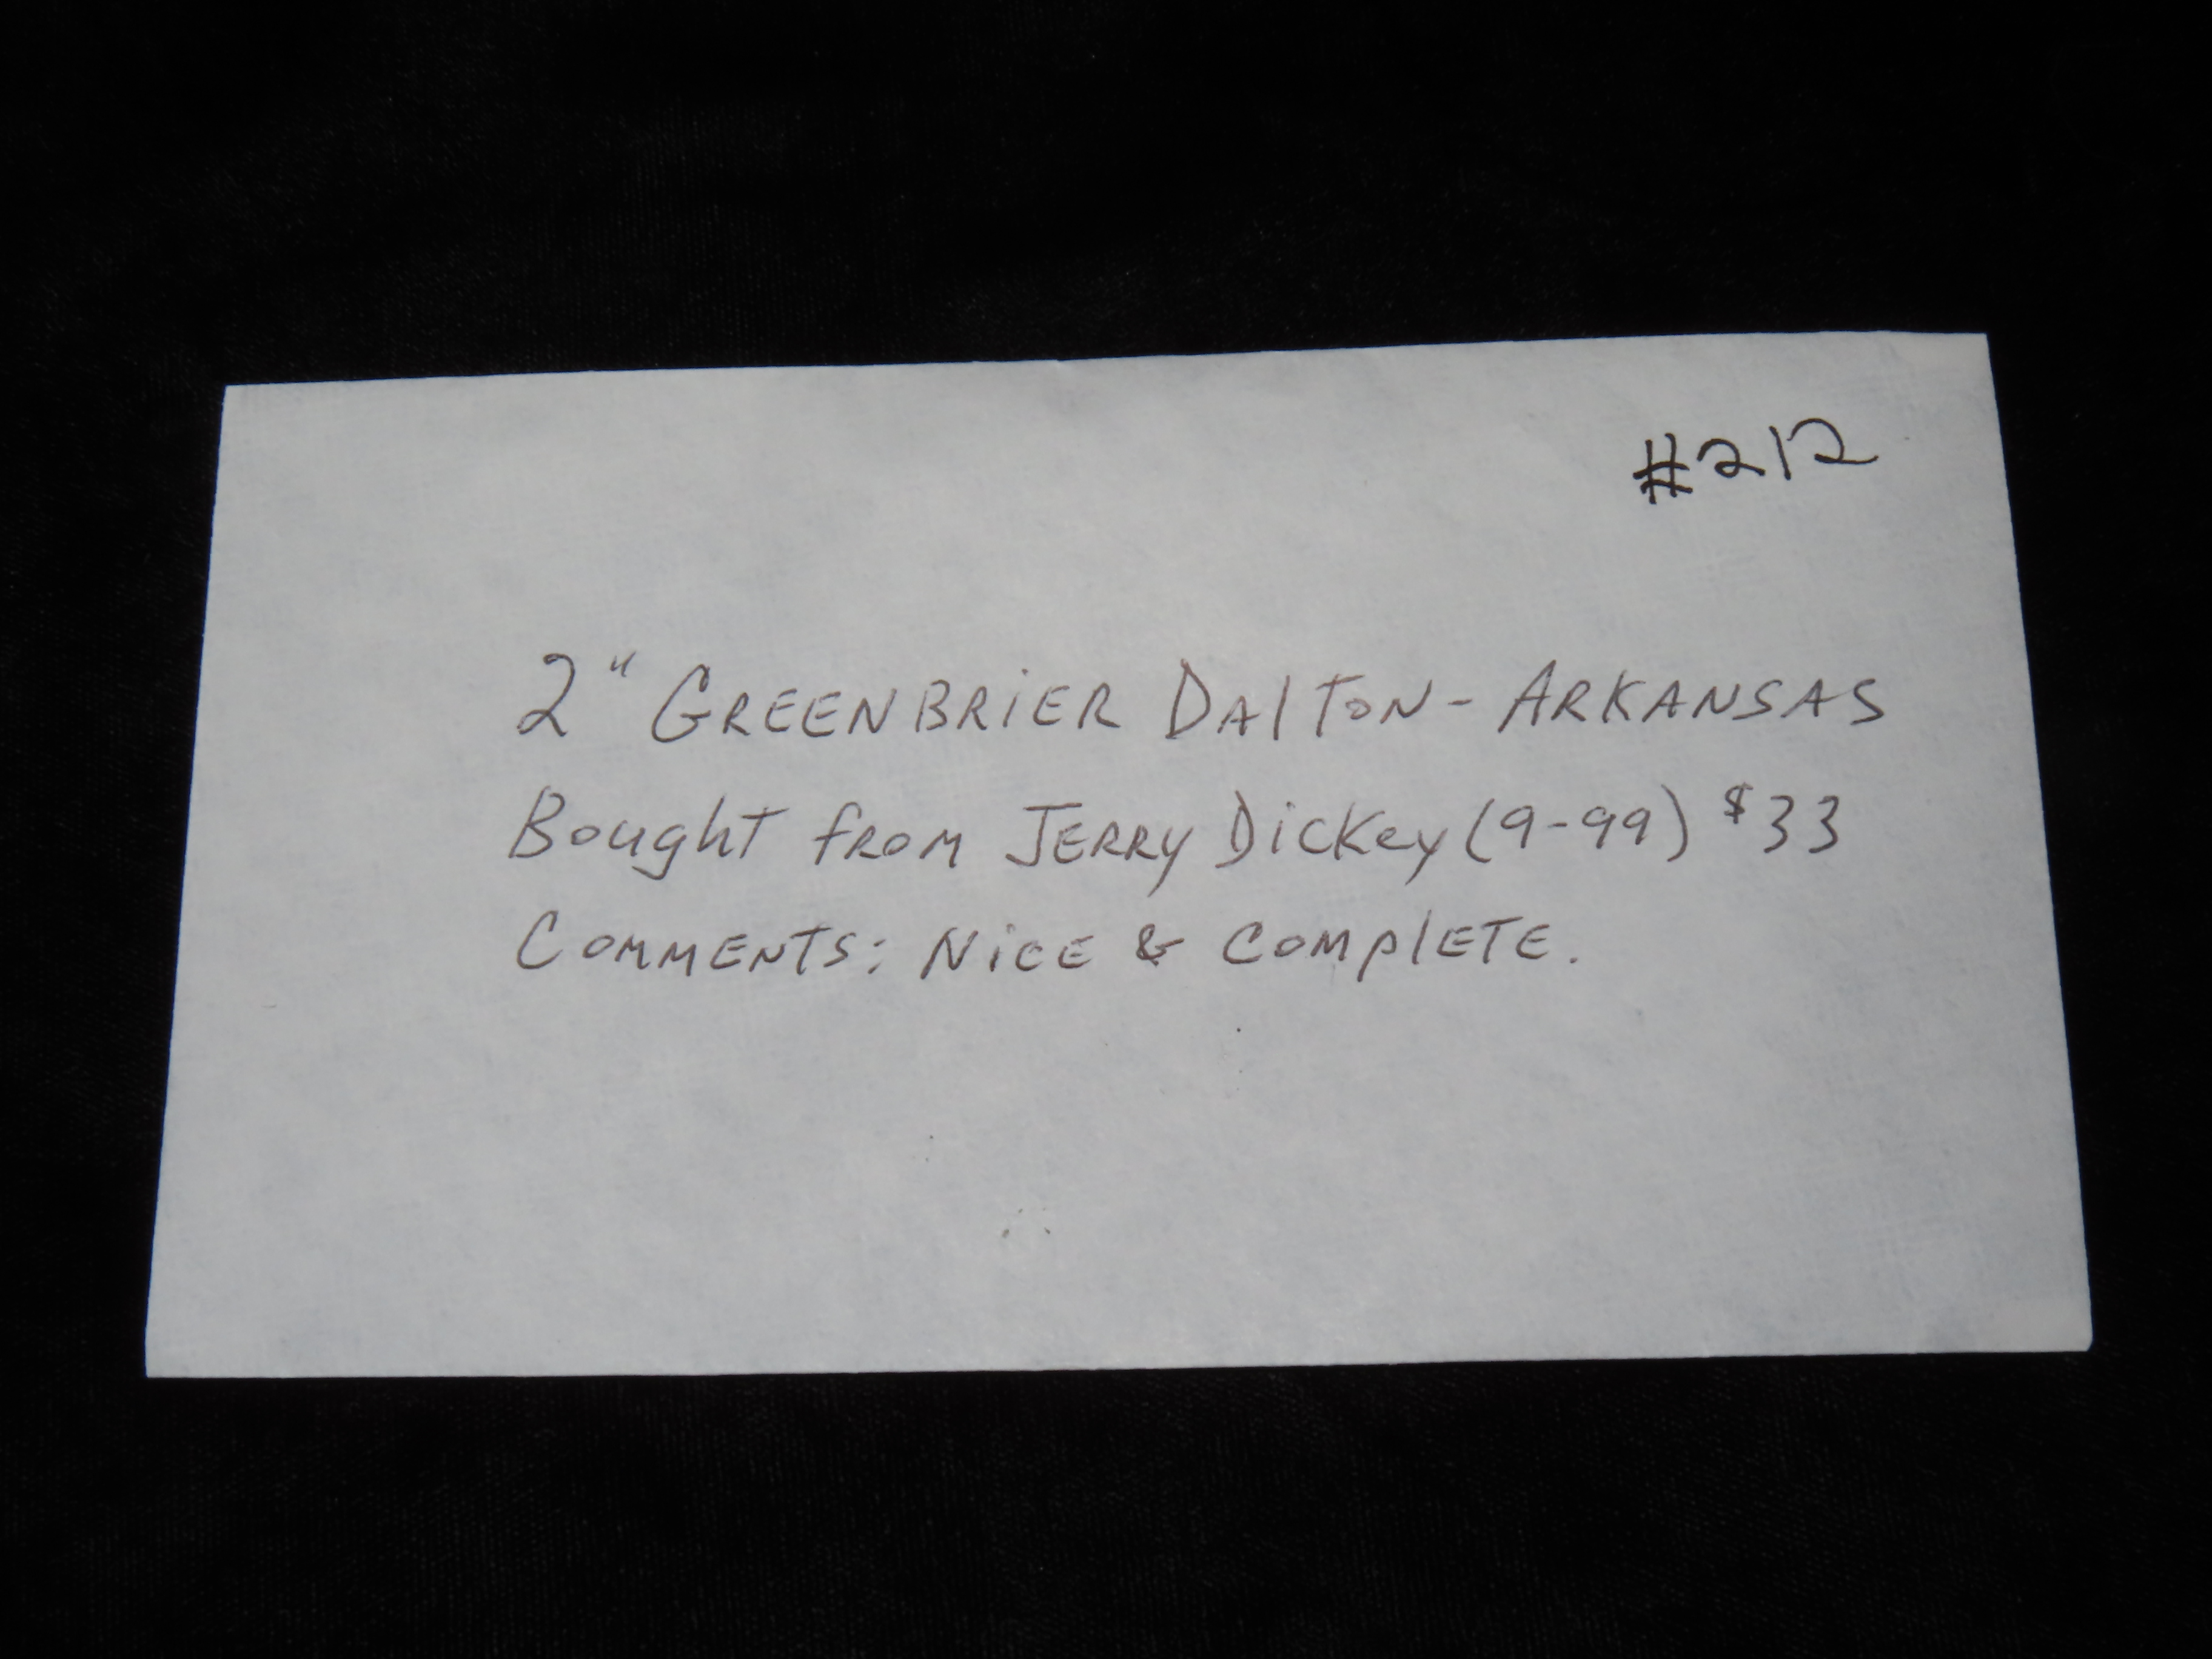 #212
2" GREENBRiER DAlTON - ARKANSAS
Bought fROM JERRY DicKey (9-99) $33
COMMENTS: NiCE & COMplETE.